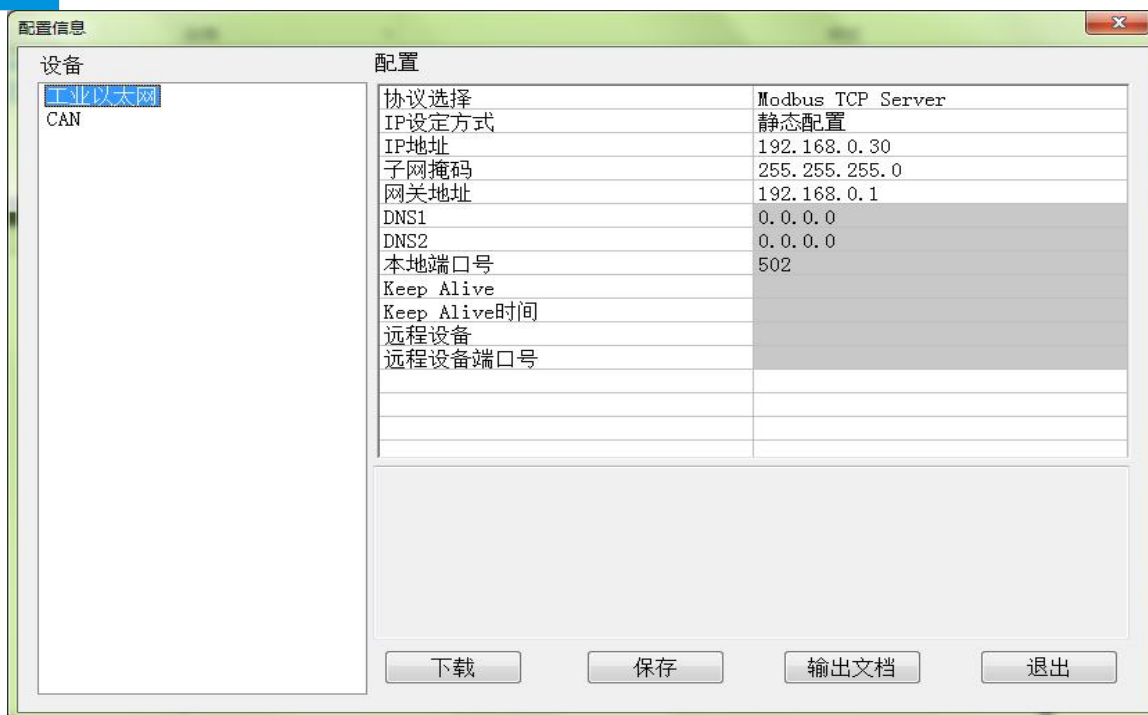 配置信息
设备
配置
工业以太网
CAN
协议选择 Modbus TCP Server
IP设定方式 静态配置
IP地址 192.168.0.30
子网掩码 255.255.255.0
网关地址 192.168.0.1
DNS1 0.0.0.0
DNS2 0.0.0.0
本地端口号 502
Keep Alive
Keep Alive时间
远程设备
远程设备端口号
下载 保存 输出文档 退出